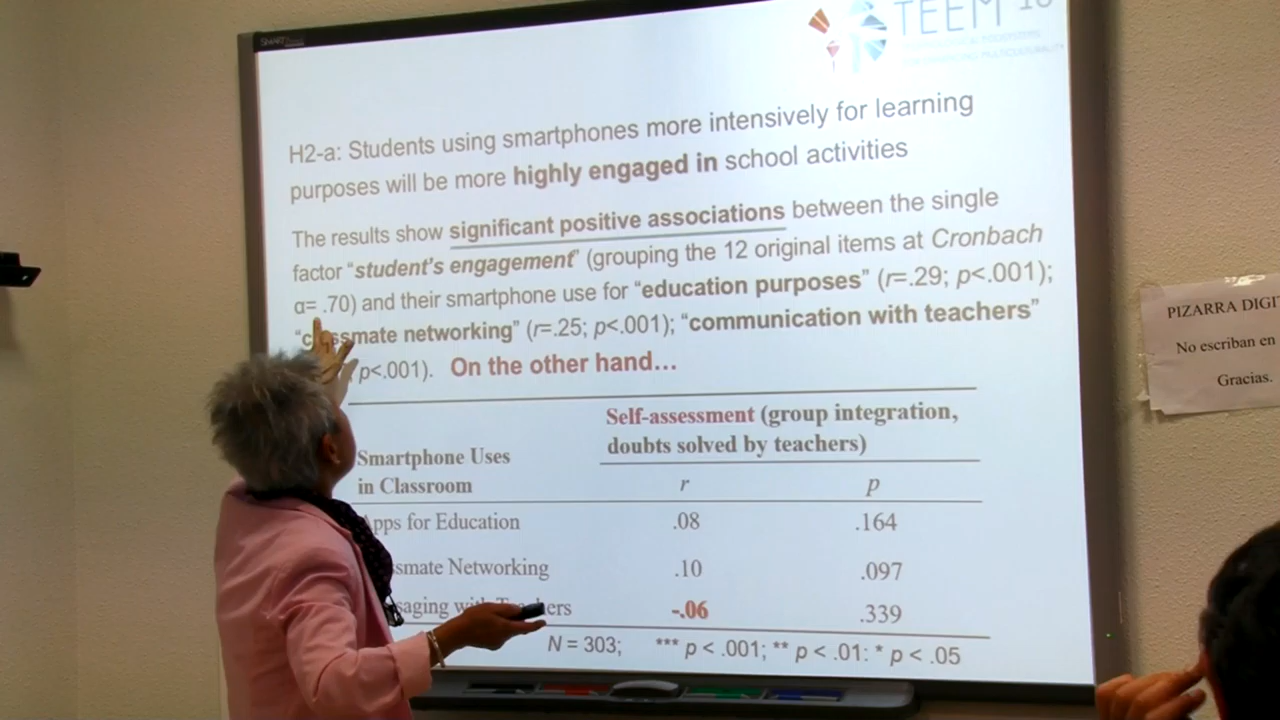 SMART
TEEM
H2-a: Students using smartphones more intensively for learning
purposes will be more highly engaged in school activities
The results show significant positive associations between the single
factor “student’s engagement” (grouping the 12 original items at Cronbach
α= .70) and their smartphone use for “education purposes” (r=.29; p<.001);
“classmate networking” (r=.25; p<.001); “communication with teachers”
p<.001). On the other hand…
Self-assessment (group integration,
doubts solved by teachers)
Smartphone Uses
in Classroom
r p
Apps for Education .08 .164
Networking .10 .097
with -.06 .339
N = 303; *** p < .001; ** p < .01: * p < .05
PIZARRA
No escriban en
Gracias.